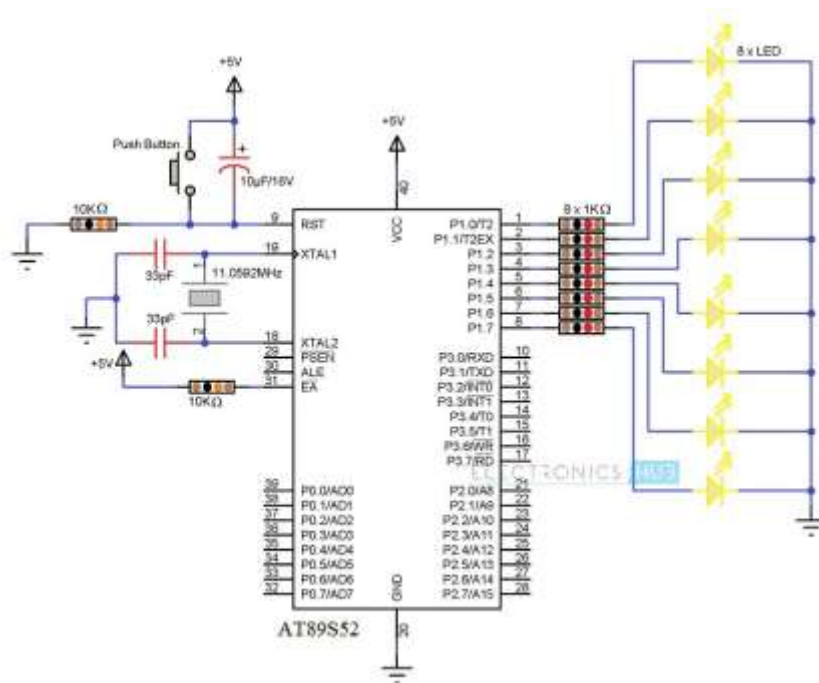 8 x LED
+5V
+5V
Push Button
10µF/16V
10KΩ
9 RST
VCC 40
P1.0/T2 1
8 x 1KΩ
P1.1/T2EX 2
19 XTAL1
P1.2 3
33pF
1
11.0592MHz
P1.3 4
P1.4 5
P1.5 6
P1.6 7
P1.7 8
33pF
2
18 XTAL2
+5V
29 PSEN
P3.0/RXD 10
30 ALE
P3.1/TXD 11
31 EA
P3.2/INT0 12
10KΩ
P3.3/INT1 13
P3.4/T0 14
P3.5/T1 15
P3.6/WR 16
P3.7/RD 17
ELECTRONICS HUB
39 P0.0/AD0
P2.0/A8 21
38 P0.1/AD1
P2.1/A9 22
37 P0.2/AD2
P2.2/A10 23
36 P0.3/AD3
P2.3/A11 24
35 P0.4/AD4
P2.4/A12 25
34 P0.5/AD5
P2.5/A13 26
33 P0.6/AD6
P2.6/A14 27
32 P0.7/AD7
P2.7/A15 28
GND
20
AT89S52